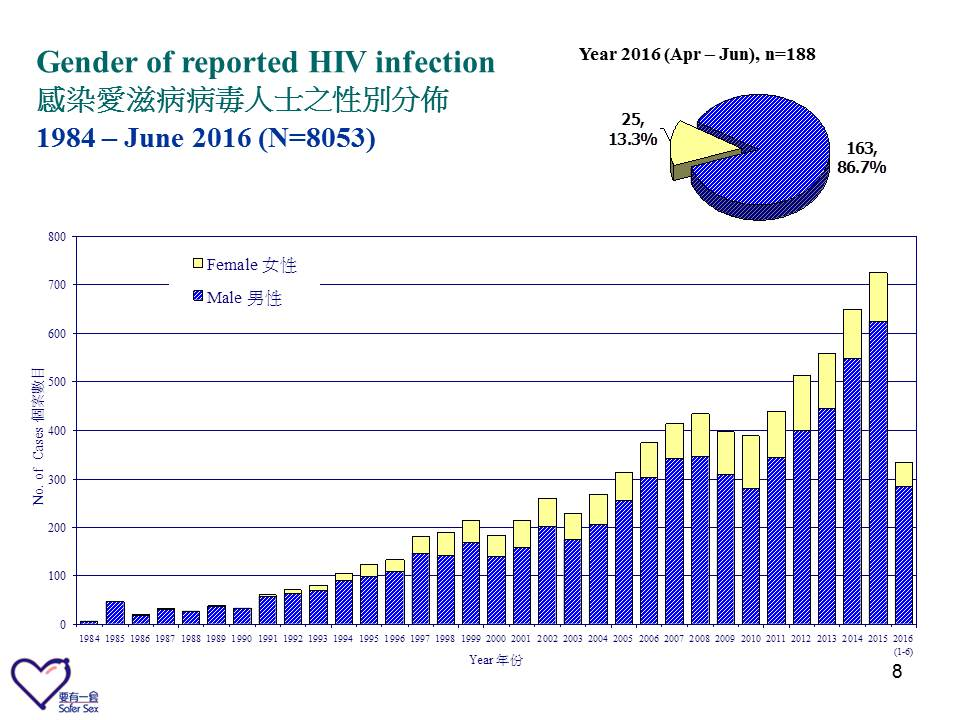 Gender of reported HIV infection
感染愛滋病病毒人士之性別分佈
1984 – June 2016 (N=8053)
Year 2016 (Apr – Jun), n=188
25,
13.3%
163,
86.7%
800
700
600
500
400
300
200
100
0
No. of Cases 個案數目
Female 女性
Male 男性
1984 1985 1986 1987 1988 1989 1990 1991 1992 1993 1994 1995 1996 1997 1998 1999 2000 2001 2002 2003 2004 2005 2006 2007 2008 2009 2010 2011 2012 2013 2014 2015 2016
(1-6)
Year 年份
8
要有一套
Safer Sex